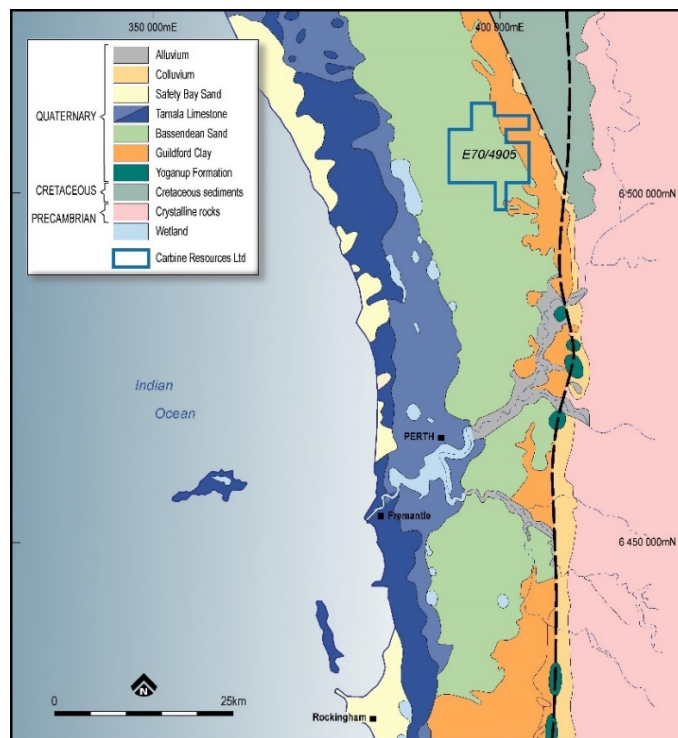 350 000mE
400 000mE
Alluvium
Colluvium
Safety Bay Sand
QUATERNARY
Tamala Limestone
Bassendean Sand
Guildford Clay
Yoganup Formation
CRETACEOUS
Cretaceous sediments
PRECAMBRIAN
Crystalline rocks
Wetland
Carbine Resources Ltd
E70/4905
6 500 000mN
Indian
Ocean
PERTH
Fremantle
6 450 000mN
N
0
25km
Rockingham